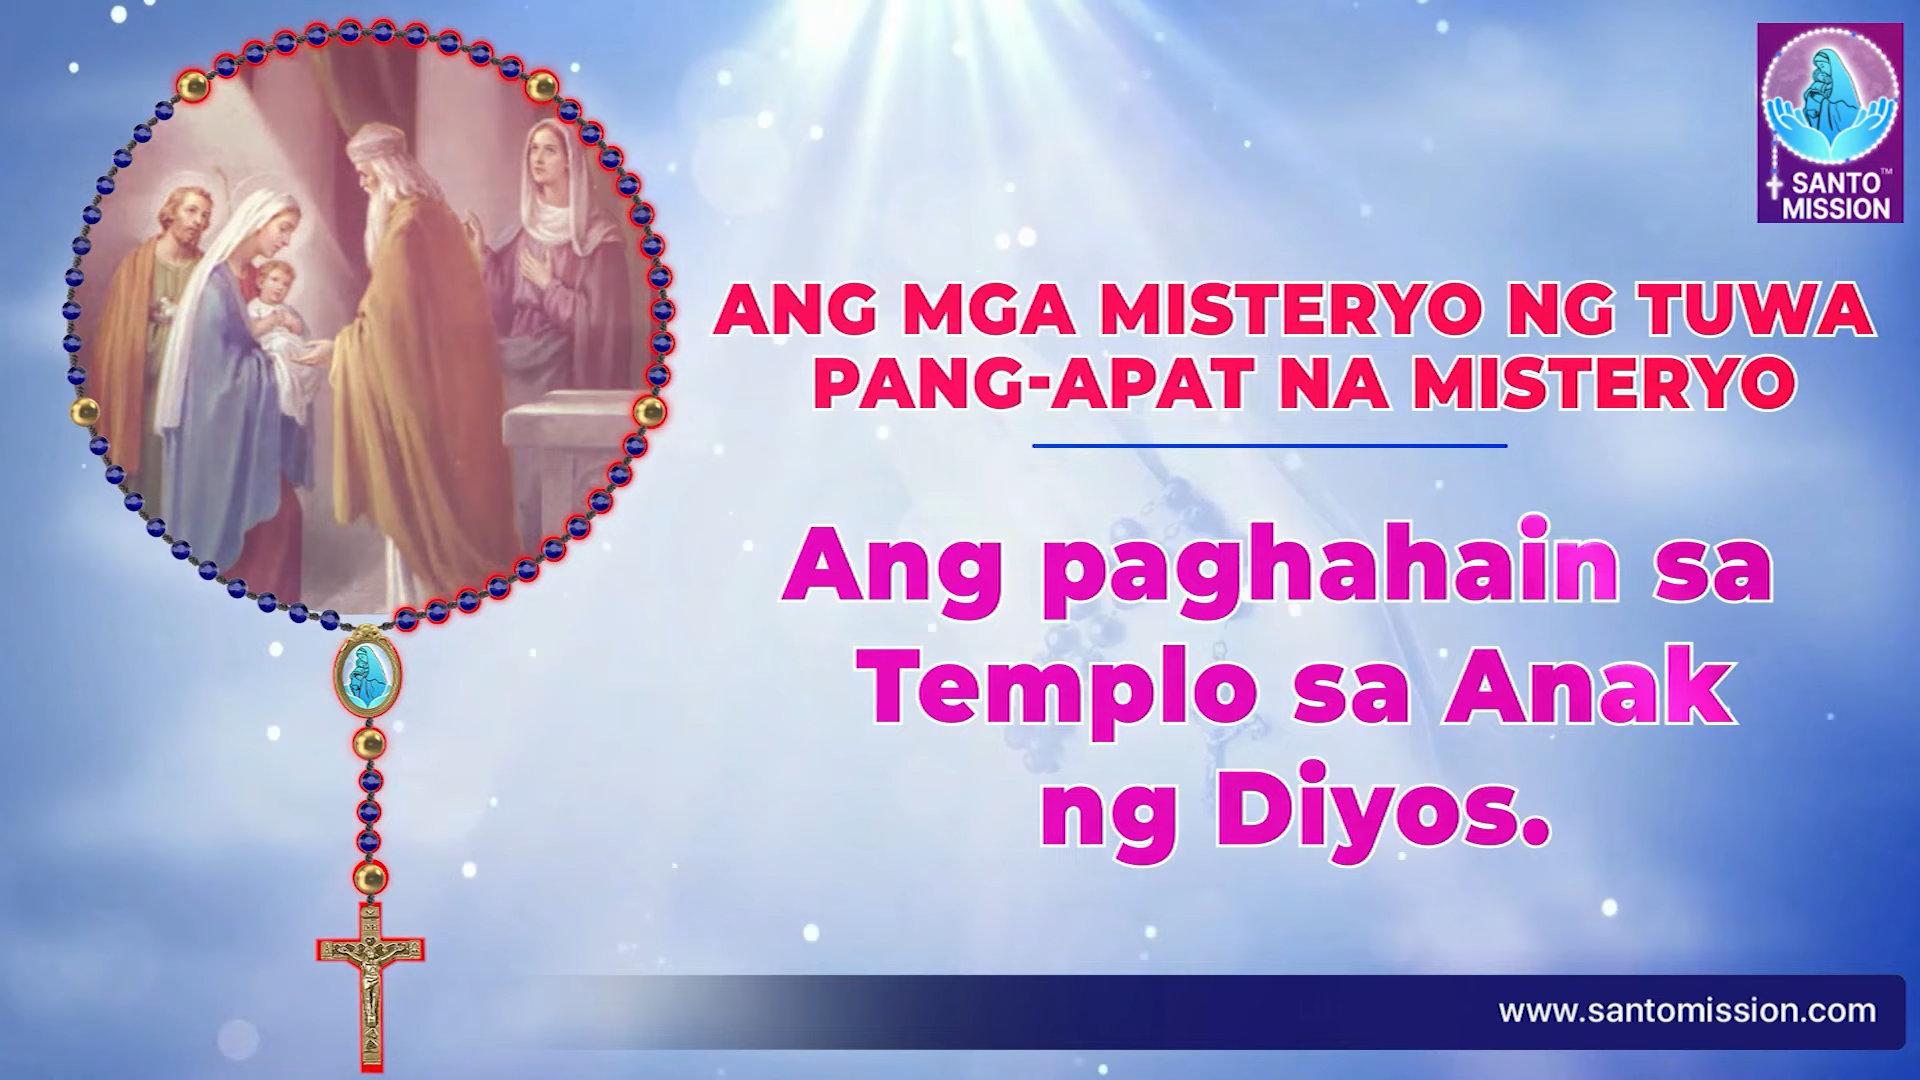 SANTO™
MISSION
ANG MGA MISTERYO NG TUWA
PANG-APAT NA MISTERYO
Ang paghahain sa
Templo sa Anak
ng Diyos.
www.santomission.com